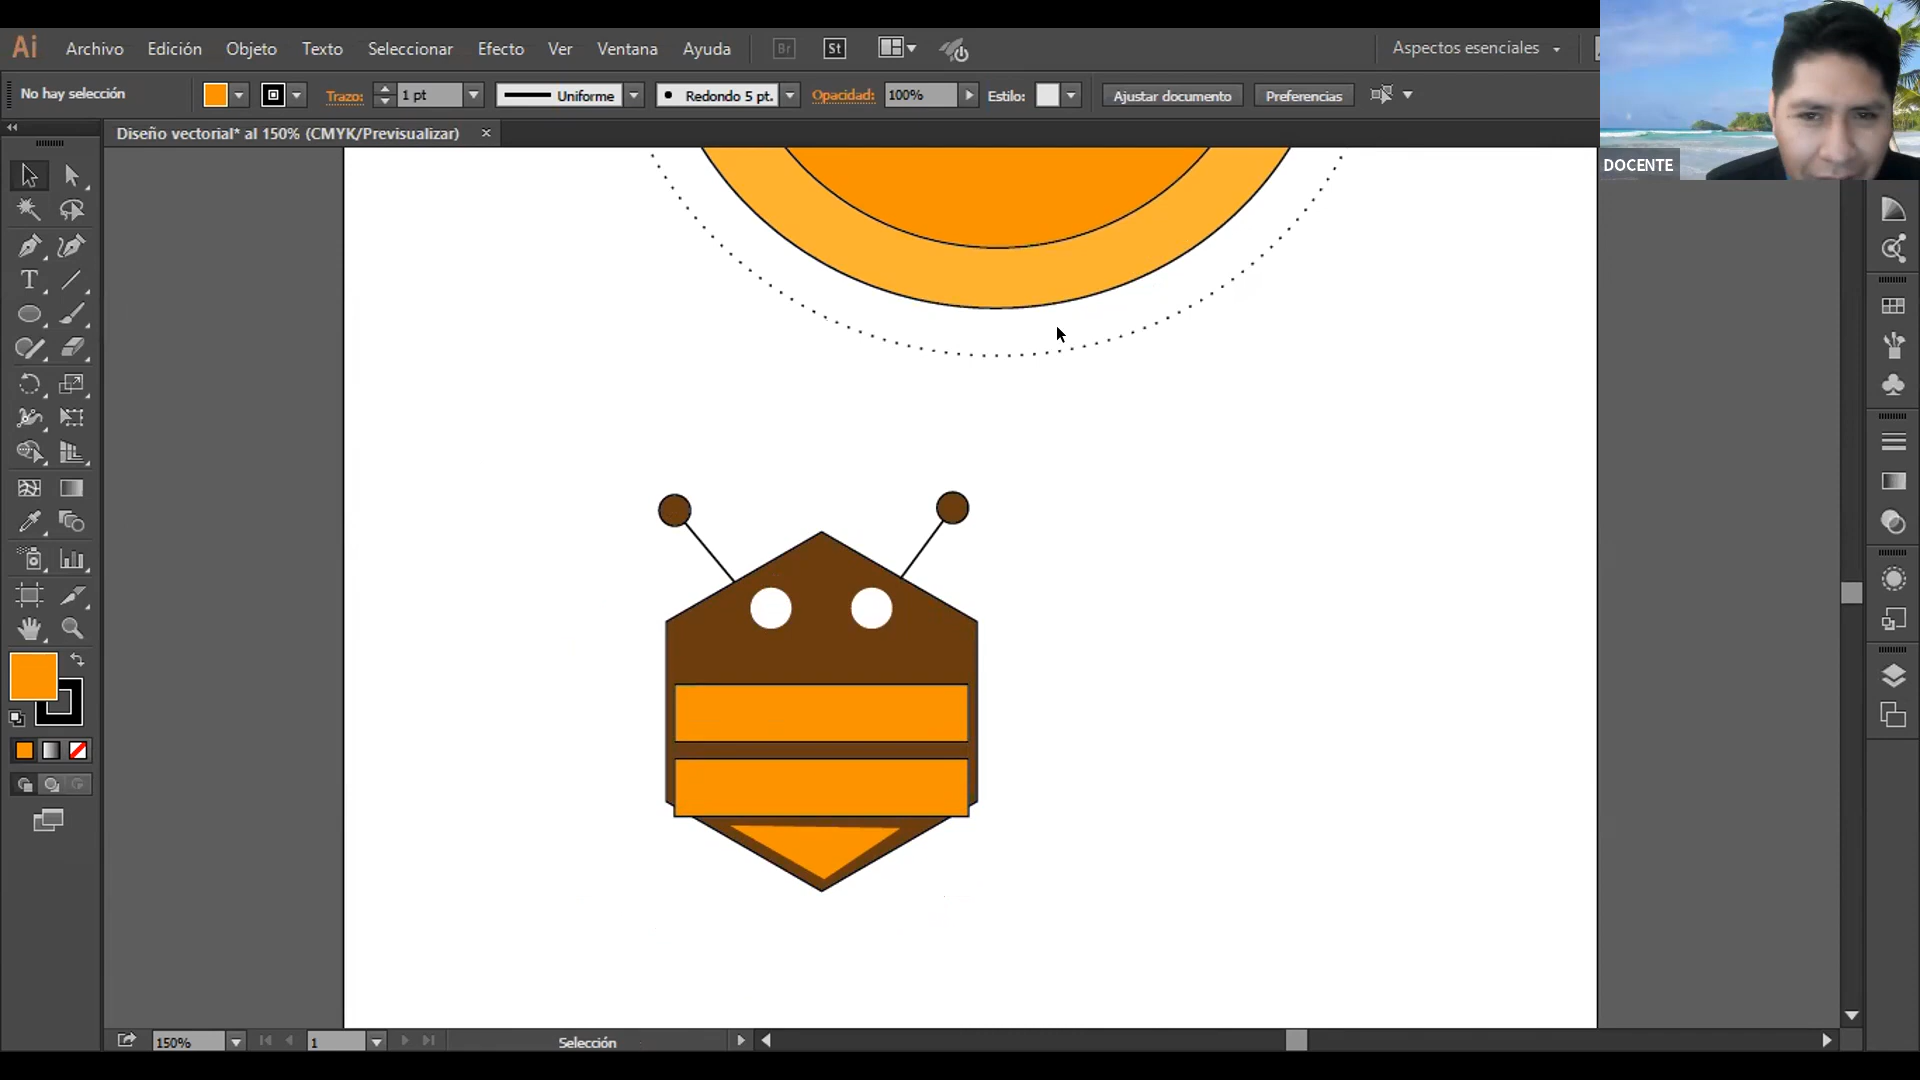 Ai Archivo Edición Objeto Texto Seleccionar Efecto Ver Ventana Ayuda Br St Aspectos esenciales
No hay selección Trazo: 1 pt Uniforme Redondo 5 pt. Opacidad: 100% Estilo: Ajustar documento Preferencias
Diseño vectorial* al 150% (CMYK/Previsualizar) ×
DOCENTE
150% 1 Selección